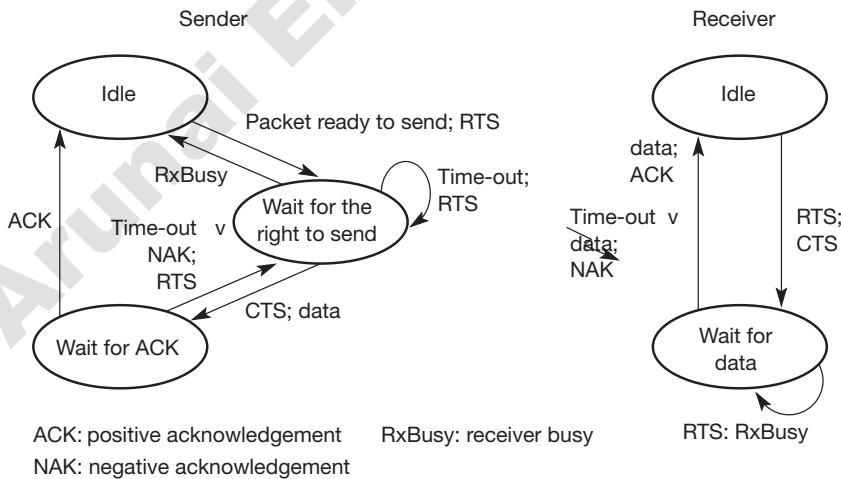 Sender
Idle
Packet ready to send; RTS
RxBusy
Time-out;
RTS
Wait for the
right to send
ACK
Time-out v
NAK;
RTS
CTS; data
Wait for ACK
Receiver
Idle
data;
ACK
Time-out v
data;
NAK
RTS;
CTS
Wait for
data
RTS: RxBusy
ACK: positive acknowledgement RxBusy: receiver busy
NAK: negative acknowledgement
Arunai E